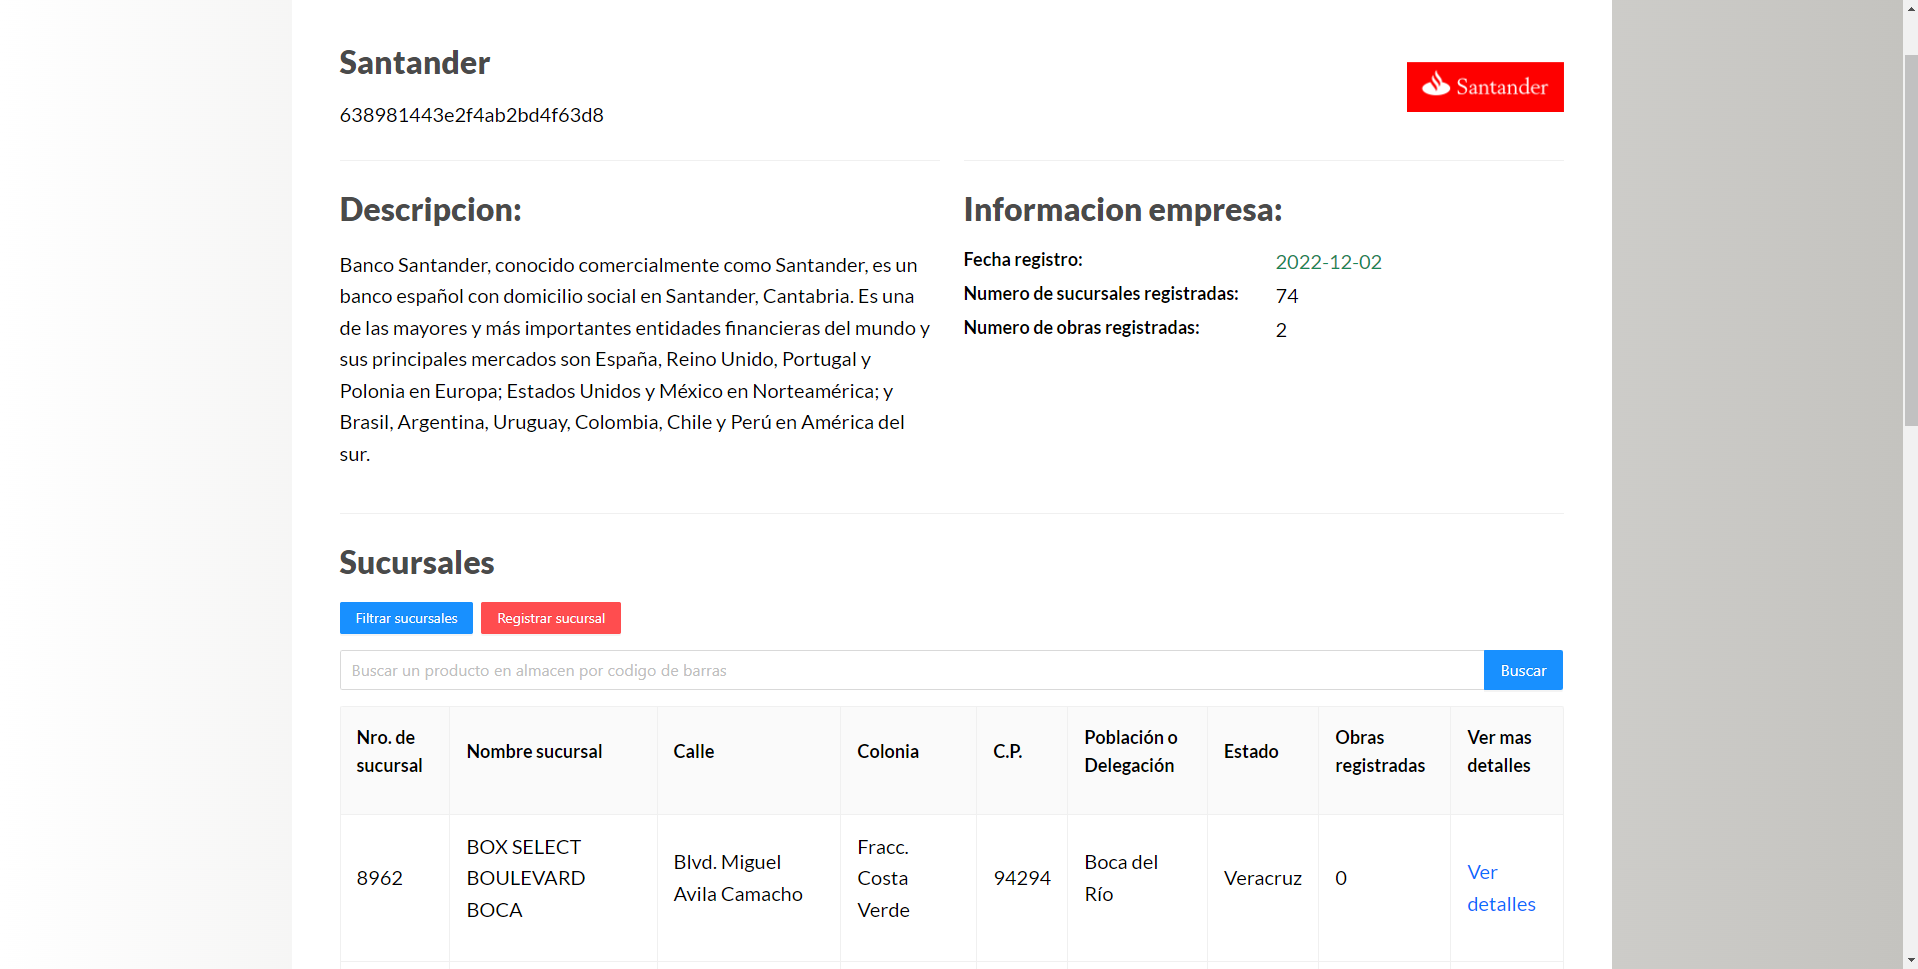 Santander
Santander
638981443e2f4ab2bd4f63d8
Descripcion:
Banco Santander, conocido comercialmente como Santander, es un
banco español con domicilio social en Santander, Cantabria. Es una
de las mayores y más importantes entidades financieras del mundo y
sus principales mercados son España, Reino Unido, Portugal y
Polonia en Europa; Estados Unidos y México en Norteamérica; y
Brasil, Argentina, Uruguay, Colombia, Chile y Perú en América del
sur.
Informacion empresa:
Fecha registro: 2022-12-02
Numero de sucursales registradas: 74
Numero de obras registradas: 2
Sucursales
Filtrar sucursales Registrar sucursal
Buscar un producto en almacen por codigo de barras Buscar
Nro. de
sucursal
Nombre sucursal
Calle
Colonia
C.P.
Población o
Delegación
Estado
Obras
registradas
Ver mas
detalles
8962
BOX SELECT
BOULEVARD
BOCA
Blvd. Miguel
Avila Camacho
Fracc.
Costa
Verde
94294
Boca del
Río
Veracruz
0
Ver
detalles